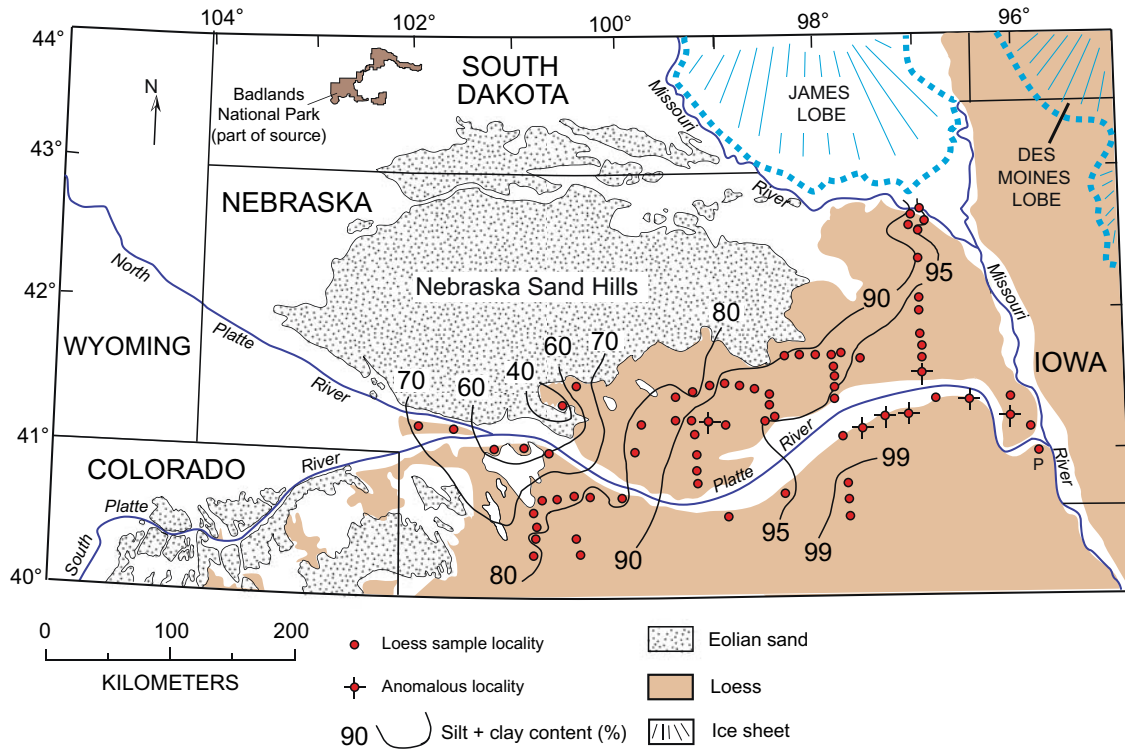 104°
102°
100°
98°
96°
44°
43°
42°
41°
40°
N
Badlands
National Park
(part of source)
SOUTH
DAKOTA
Missouri
River
JAMES
LOBE
DES
MOINES
LOBE
NEBRASKA
Nebraska Sand Hills
North
Platte
River
WYOMING
IOWA
Missouri
River
95
90
80
70
60
40
70
60
COLORADO
River
Platte
South
Platte
River
P
99
99
95
90
80
0 100 200
KILOMETERS
Loess sample locality
Anomalous locality
90 Silt + clay content (%)
Eolian sand
Loess
Ice sheet